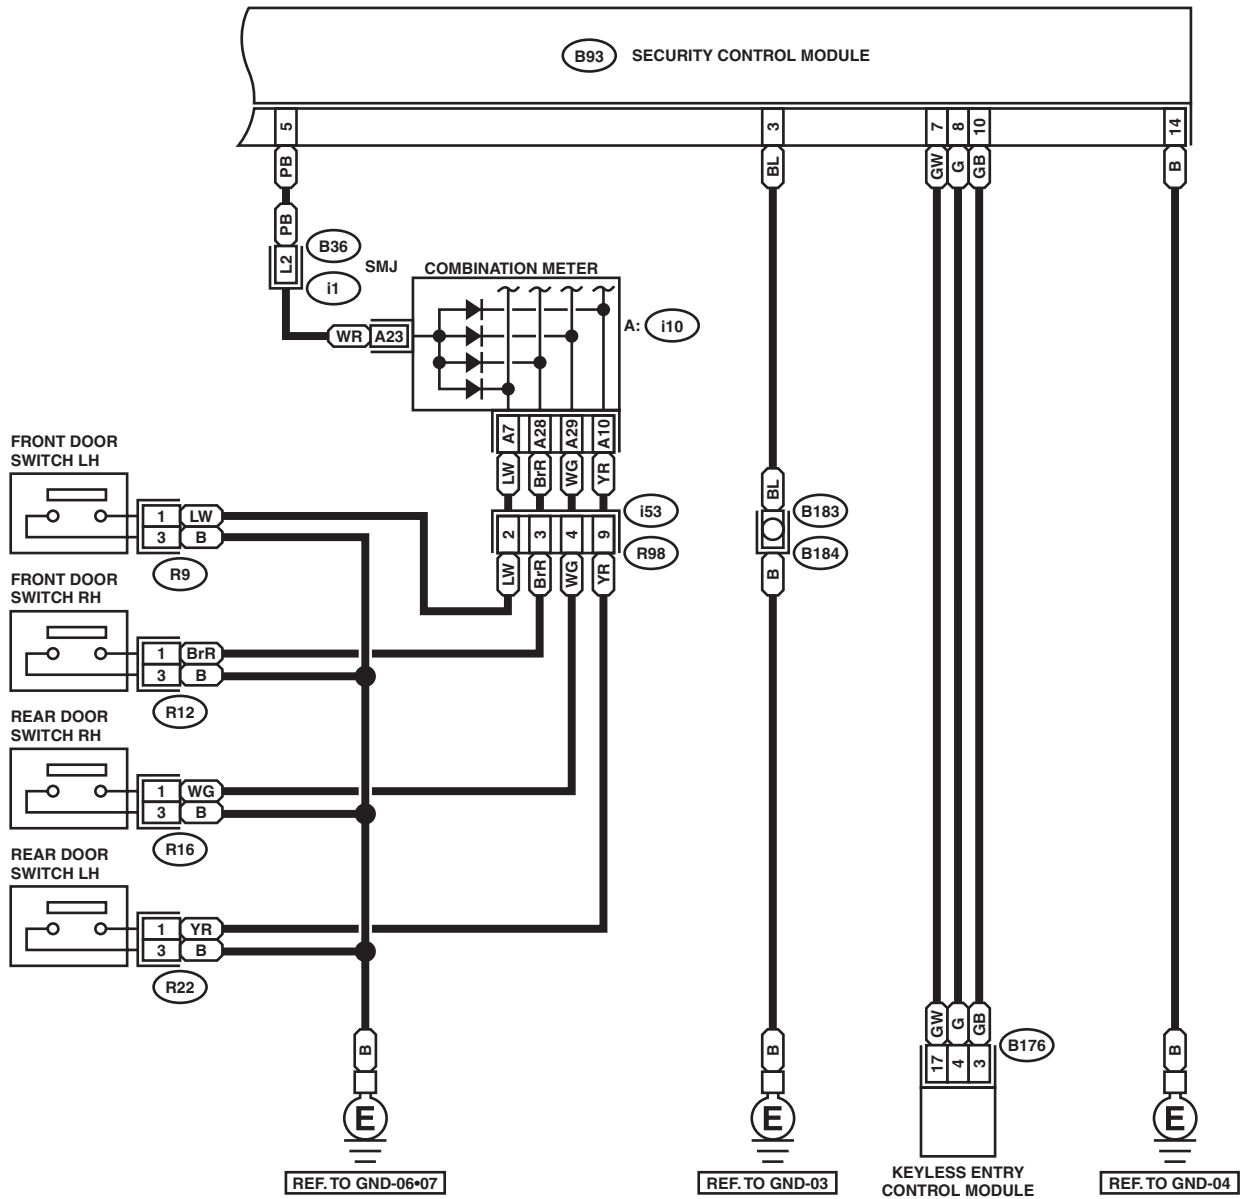 B93 SECURITY CONTROL MODULE
5 3 7 8 10 14
PB BL GW G GB B
PB
L2 B36
i1 SMJ
COMBINATION METER
WR A23
A: i10
A7 A28 A29 A10
LW BrR WG YR
i53
2 3 4 9
R98
LW BrR WG YR
BL
B183
B184
B
FRONT DOOR
SWITCH LH
1 LW
3 B
R9
FRONT DOOR
SWITCH RH
1 BrR
3 B
R12
REAR DOOR
SWITCH RH
1 WG
3 B
R16
REAR DOOR
SWITCH LH
1 YR
3 B
R22
B B GW G GB B
17 4 3 B176
E E E
REF. TO GND-06•07
REF. TO GND-03
KEYLESS ENTRY
CONTROL MODULE
REF. TO GND-04